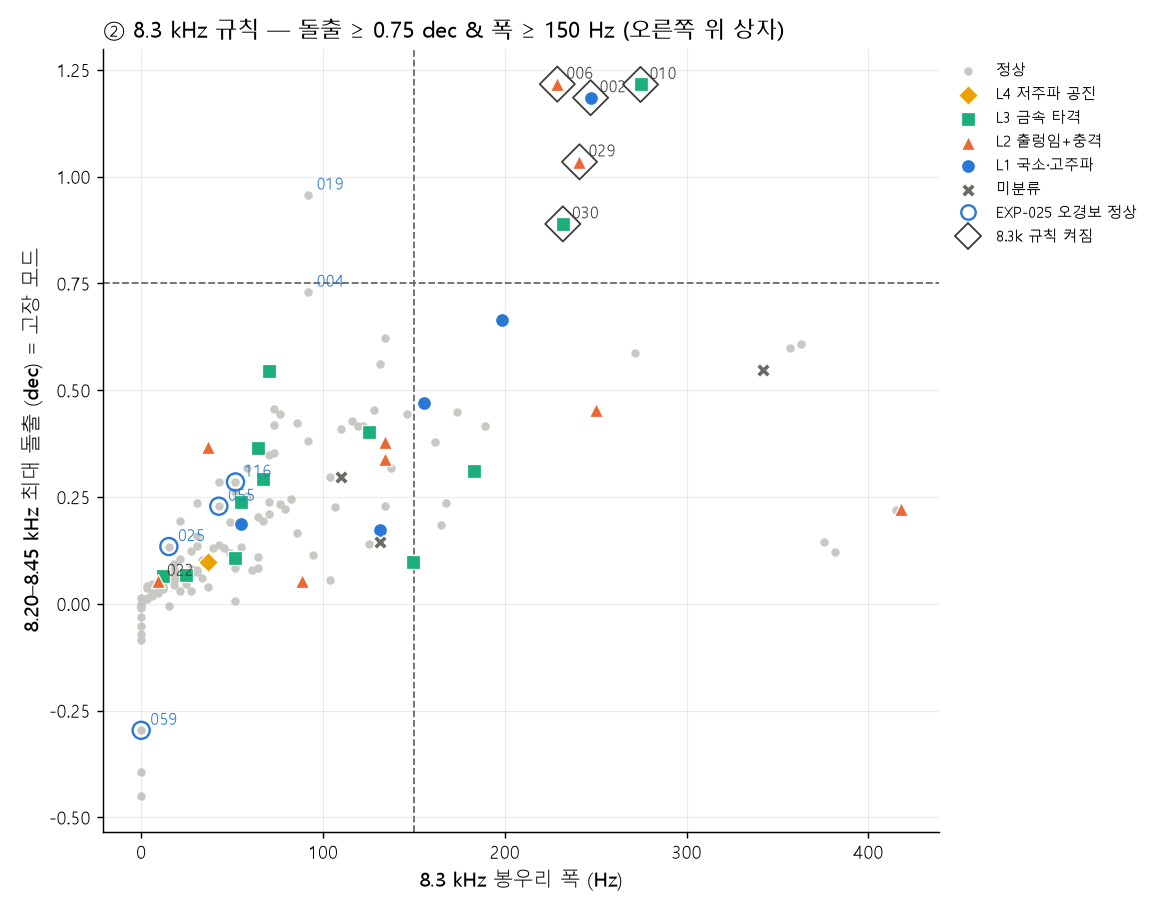 ② 8.3 kHz 규칙 — 돌출 ≥ 0.75 dec & 폭 ≥ 150 Hz (오른쪽 위 상자)
정상
L4 저주파 공진
L3 금속 타격
L2 출렁임+충격
L1 국소·고주파
미분류
EXP-025 오경보 정상
8.3k 규칙 켜짐
8.20–8.45 kHz 최대 돌출 (dec) = 고장 모드
1.25
1.00
0.75
0.50
0.25
0.00
-0.25
-0.50
006
002
010
029
030
019
004
116
055
025
022
059
0
100
200
300
400
8.3 kHz 봉우리 폭 (Hz)